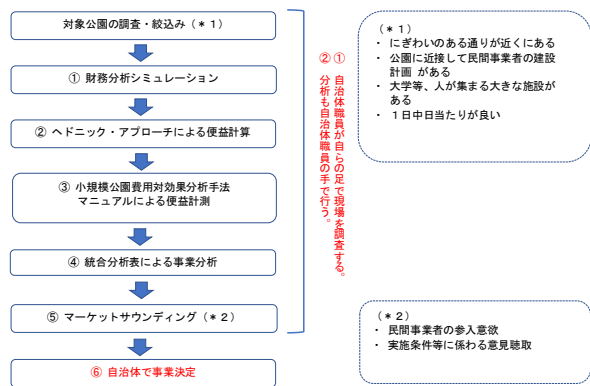 対象公園の調査・絞込み(＊１)
① 財務分析シミュレーション
② ヘドニック・アプローチによる便益計算
③ 小規模公園費用対効果分析手法
マニュアルによる便益計測
④ 統合分析表による事業分析
⑤ マーケットサウンディング(＊２)
⑥ 自治体で事業決定
① 自治体職員が自らの足で現場を調査する。
② 分析も自治体職員の手で行う。
(＊１)
・ にぎわいのある通りが近くにある
・ 公園に近接して民間事業者の建設
計画 がある
・ 大学等、人が集まる大きな施設が
ある
・ １日中日当たりが良い
(＊２)
・ 民間事業者の参入意欲
・ 実施条件等に係わる意見聴取